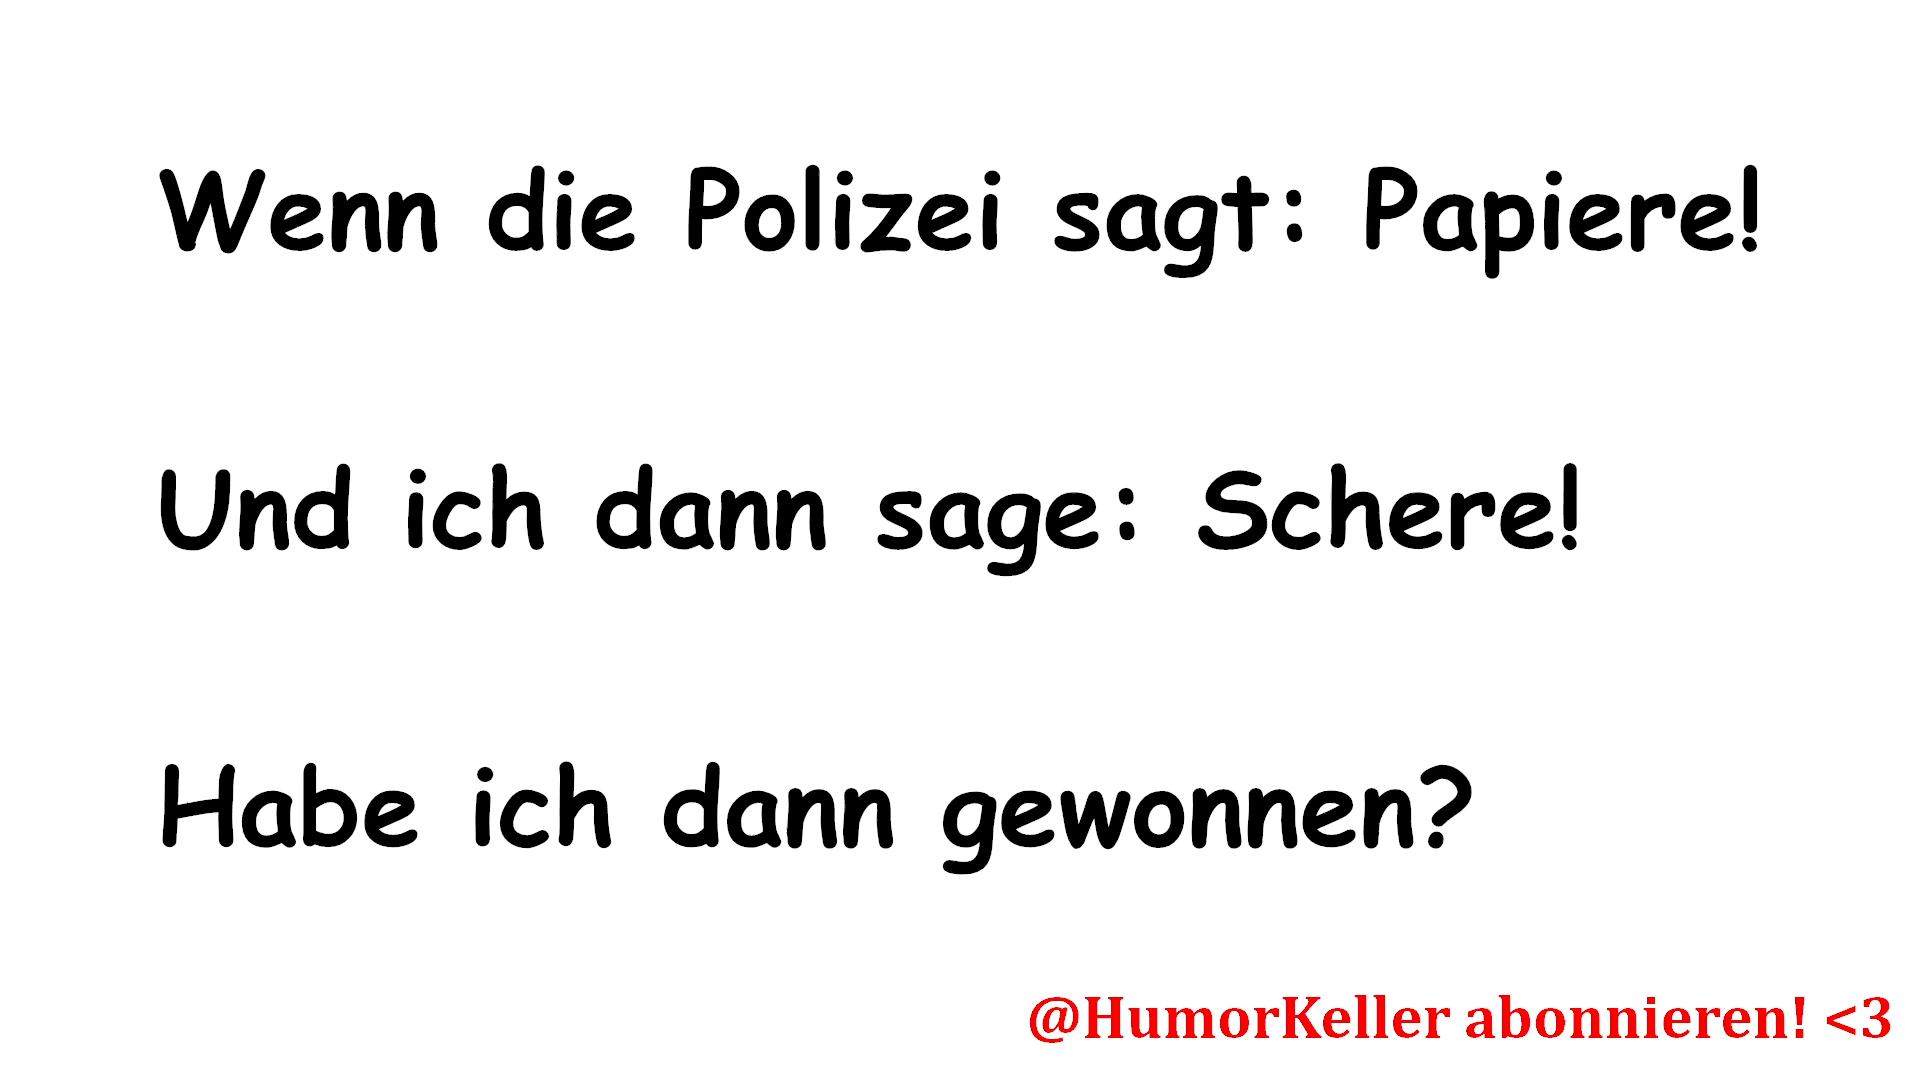 Wenn die Polizei sagt: Papiere!
Und ich dann sage: Schere!
Habe ich dann gewonnen?
@HumorKeller abonnieren! <3